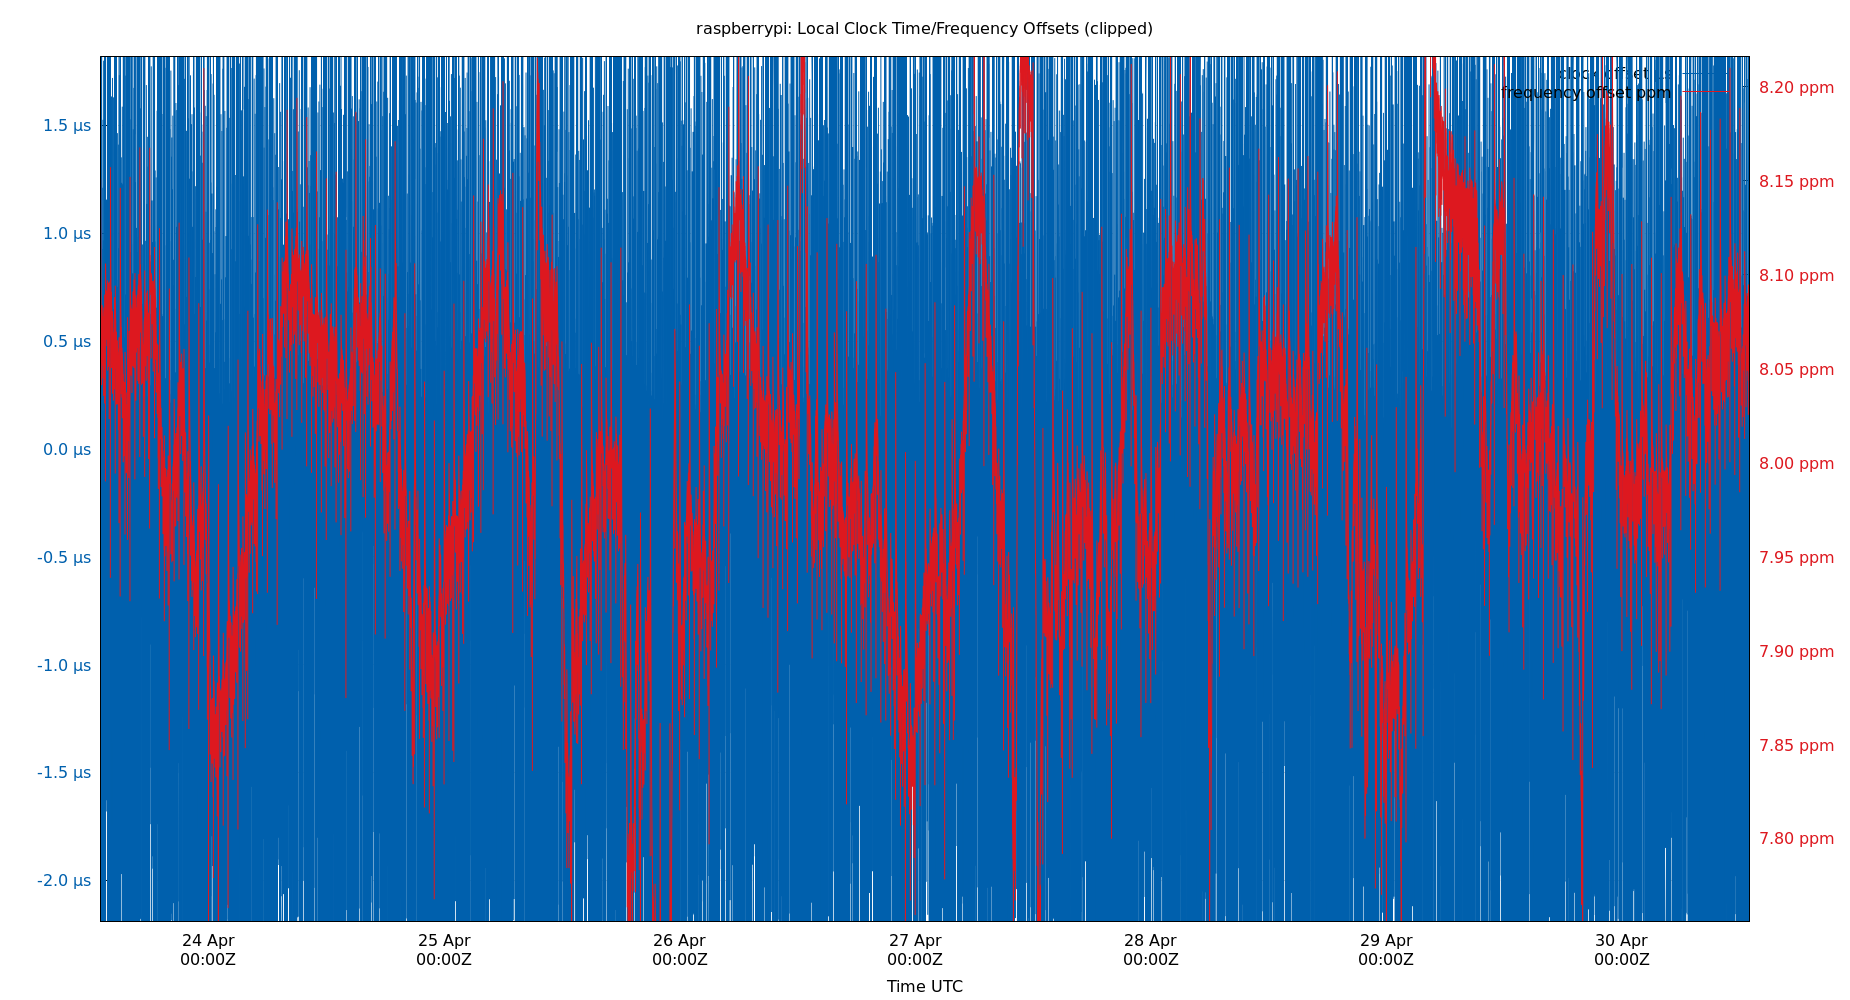 raspberrypi: Local Clock Time/Frequency Offsets (clipped)
clock offset
frequency offset ppm
1.5 µs
1.0 µs
0.5 µs
0.0 µs
-0.5 µs
-1.0 µs
-1.5 µs
-2.0 µs
8.20 ppm
8.15 ppm
8.10 ppm
8.05 ppm
8.00 ppm
7.95 ppm
7.90 ppm
7.85 ppm
7.80 ppm
24 Apr
00:00Z
25 Apr
00:00Z
26 Apr
00:00Z
27 Apr
00:00Z
28 Apr
00:00Z
29 Apr
00:00Z
30 Apr
00:00Z
Time UTC